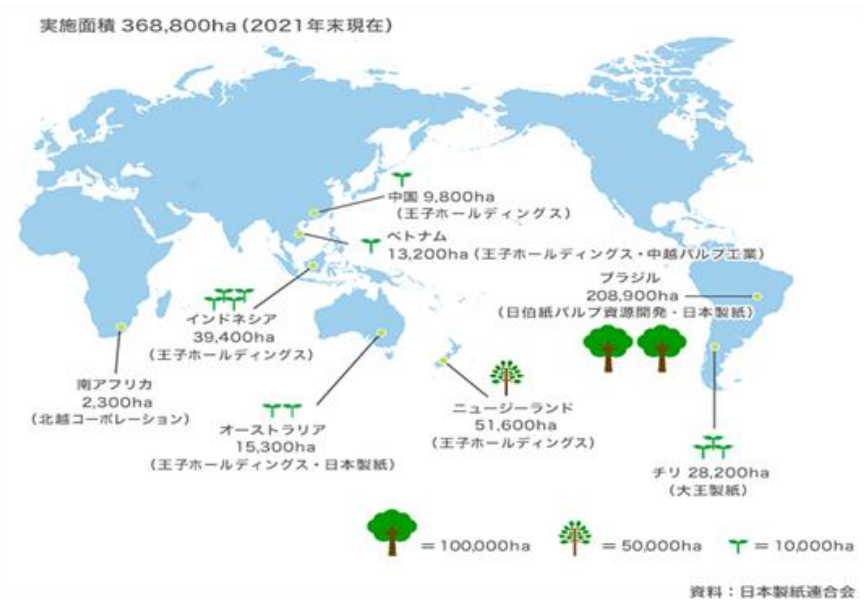 実施面積 368,800ha（2021年末現在）
中国 9,800ha
（王子ホールディングス）
ベトナム
13,200ha（王子ホールディングス・中越パルプ工業）
ブラジル
208,900ha
（日伯紙パルプ資源開発・日本製紙）
インドネシア
39,400ha
（王子ホールディングス）
南アフリカ
2,300ha
（北越コーポレーション）
オーストラリア
15,300ha
（王子ホールディングス・日本製紙）
ニュージーランド
51,600ha
（王子ホールディングス）
チリ 28,200ha
（大王製紙）
＝100,000ha ＝50,000ha ＝10,000ha
資料：日本製紙連合会